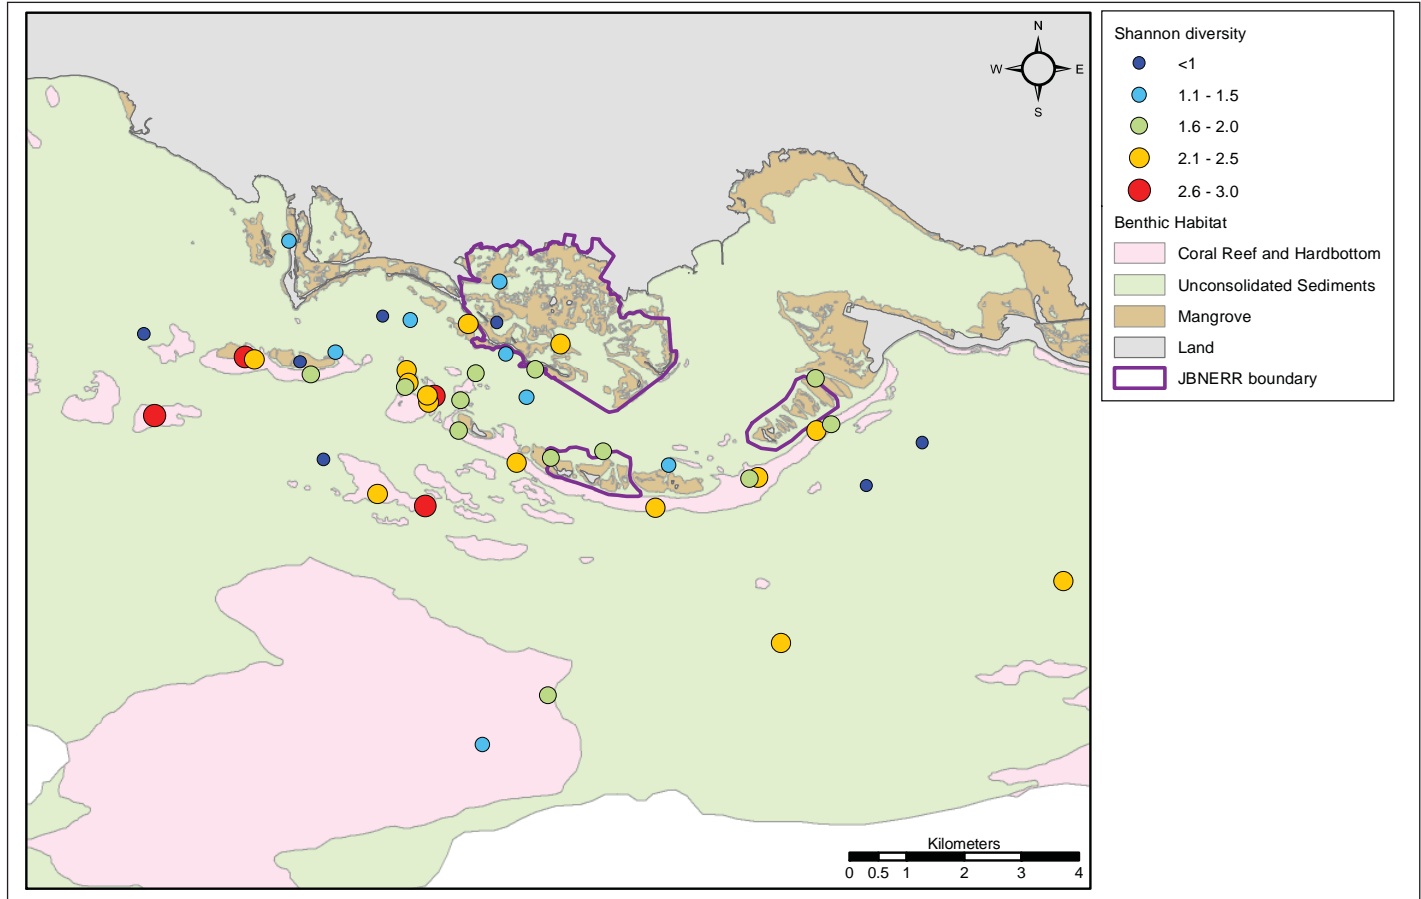 N
W E
S
Shannon diversity
<1
1.1 - 1.5
1.6 - 2.0
2.1 - 2.5
2.6 - 3.0
Benthic Habitat
Coral Reef and Hardbottom
Unconsolidated Sediments
Mangrove
Land
JBNERR boundary
Kilometers
0 0.5 1 2 3 4